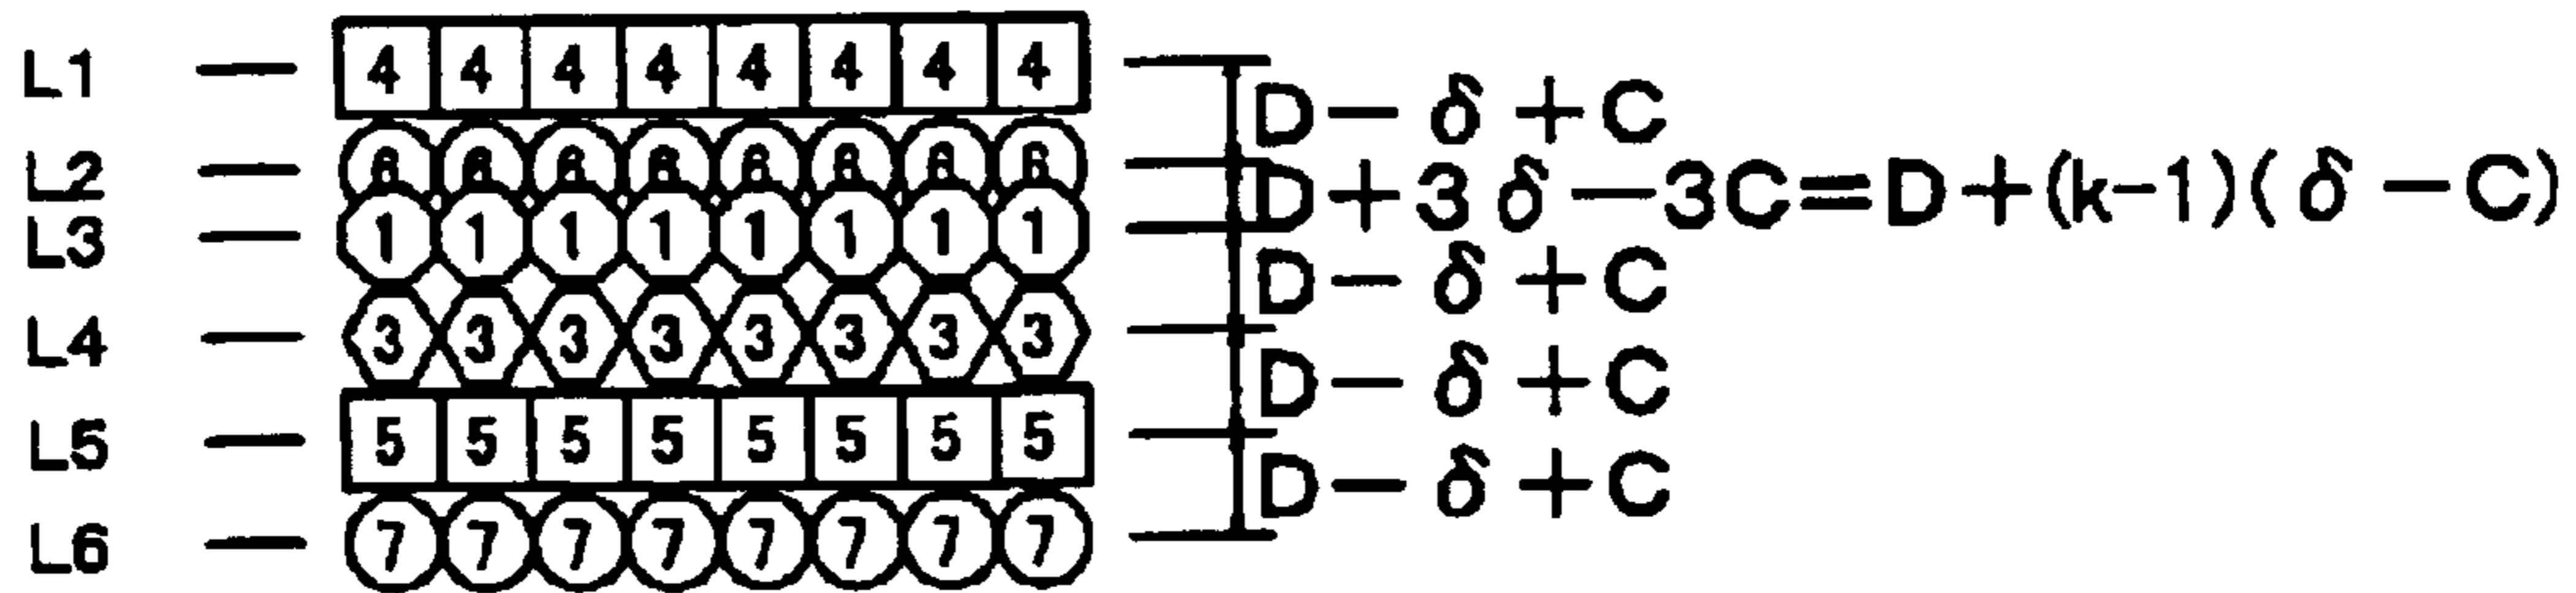 L1 4 4 4 4 4 4 4 4
D－δ＋C
L2 6 6 6 6 6 6 6 6
D＋3δ－3C＝D＋(k-1)(δ－C)
L3 1 1 1 1 1 1 1 1
D－δ＋C
L4 3 3 3 3 3 3 3 3
D－δ＋C
L5 5 5 5 5 5 5 5 5
D－δ＋C
L6 7 7 7 7 7 7 7 7